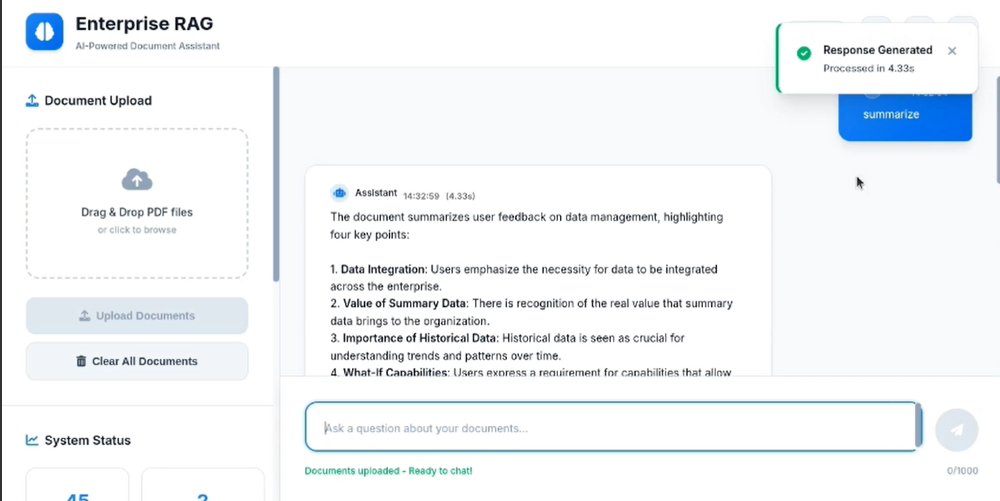 Enterprise RAG
AI-Powered Document Assistant
Response Generated
Processed in 4.33s
Document Upload
Drag & Drop PDF files
or click to browse
Upload Documents
Clear All Documents
System Status
45
2
summarize
Assistant 14:32:59 (4.33s)
The document summarizes user feedback on data management, highlighting
four key points:
1. Data Integration: Users emphasize the necessity for data to be integrated
across the enterprise.
2. Value of Summary Data: There is recognition of the real value that summary
data brings to the organization.
3. Importance of Historical Data: Historical data is seen as crucial for
understanding trends and patterns over time.
4. What-If Capabilities: Users express a requirement for capabilities that allow
Ask a question about your documents...
Documents uploaded - Ready to chat!
0/1000